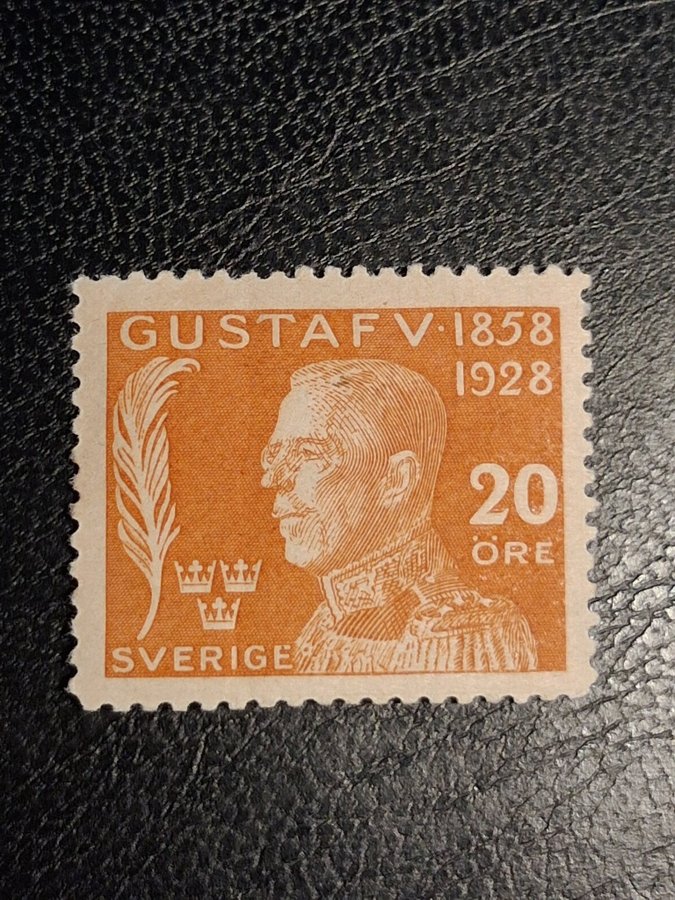 GUSTAF V · 1858
1928
20
ÖRE
SVERIGE